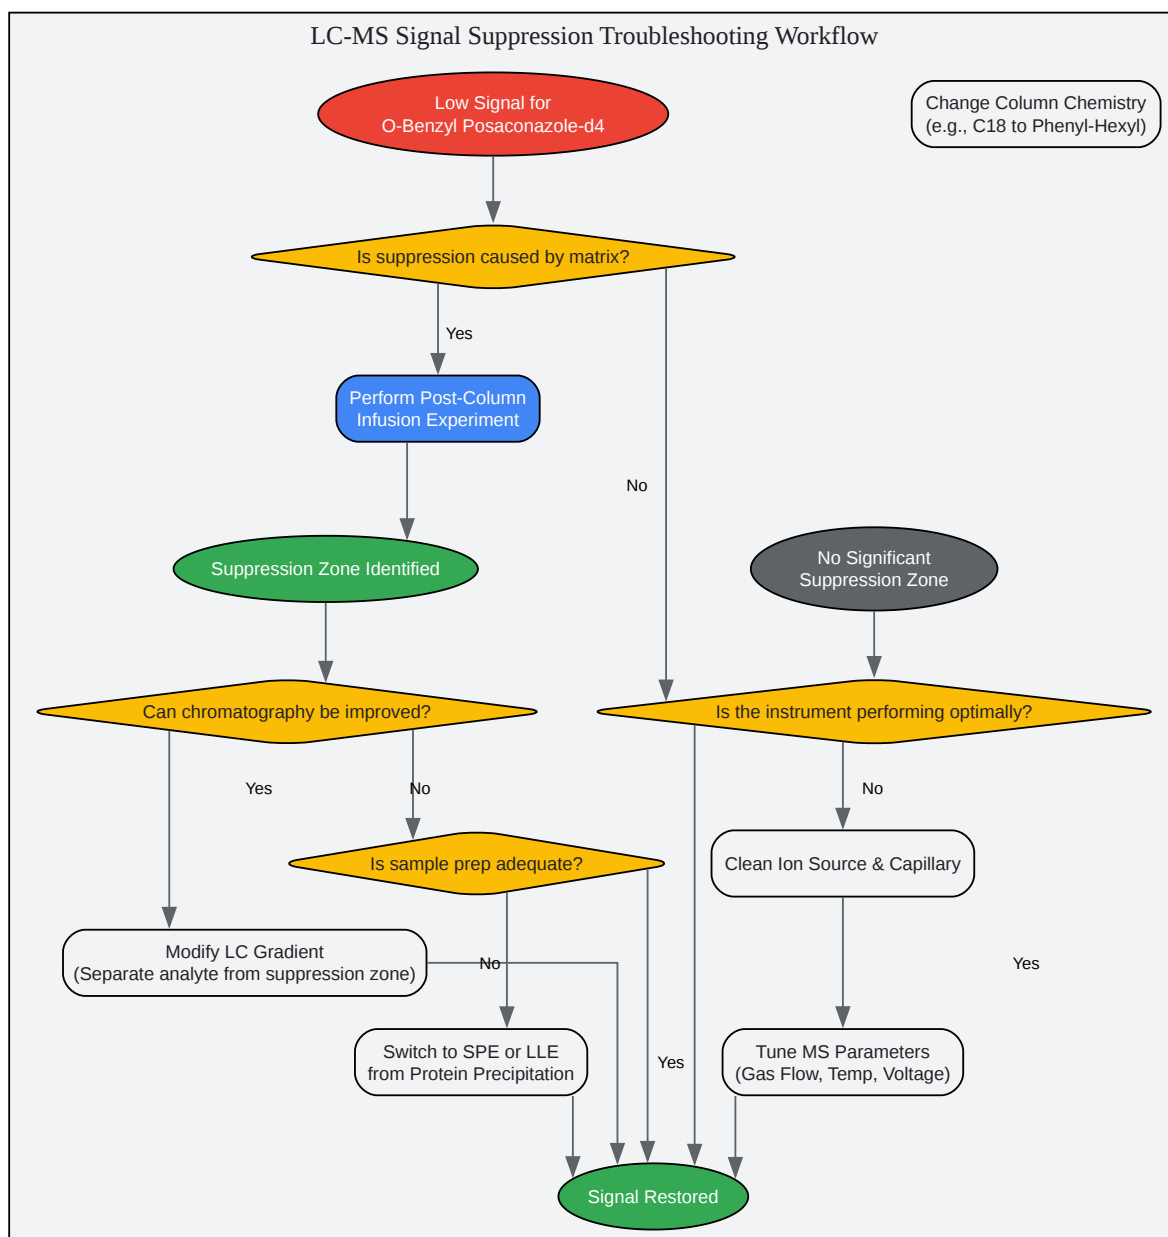 LC-MS Signal Suppression Troubleshooting Workflow
Low Signal for
O-Benzyl Posaconazole-d4
Change Column Chemistry
(e.g., C18 to Phenyl-Hexyl)
Is suppression caused by matrix?
Yes
Perform Post-Column
Infusion Experiment
No
Suppression Zone Identified
No Significant
Suppression Zone
Can chromatography be improved?
Is the instrument performing optimally?
Yes
No
No
Is sample prep adequate?
Clean Ion Source & Capillary
Modify LC Gradient
(Separate analyte from suppression zone)
No
Yes
Switch to SPE or LLE
from Protein Precipitation
Yes
Tune MS Parameters
(Gas Flow, Temp, Voltage)
Signal Restored